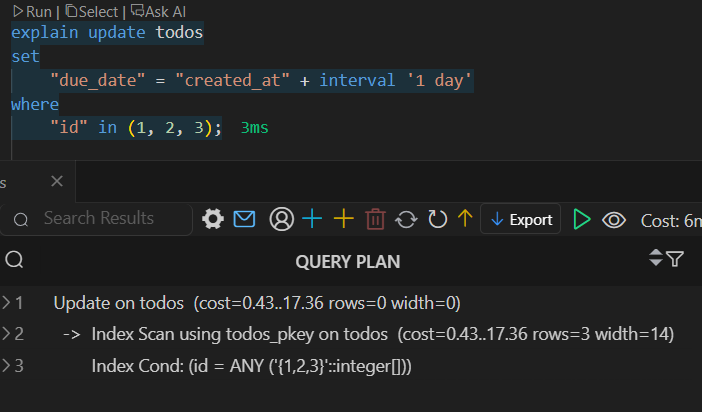 Run | Select | Ask AI
explain update todos
set
"due_date" = "created_at" + interval '1 day'
where
"id" in (1, 2, 3); 3ms
s
Search Results
Export
Cost: 6m
QUERY PLAN
1 Update on todos (cost=0.43..17.36 rows=0 width=0)
2 -> Index Scan using todos_pkey on todos (cost=0.43..17.36 rows=3 width=14)
3 Index Cond: (id = ANY ('{1,2,3}'::integer[]))